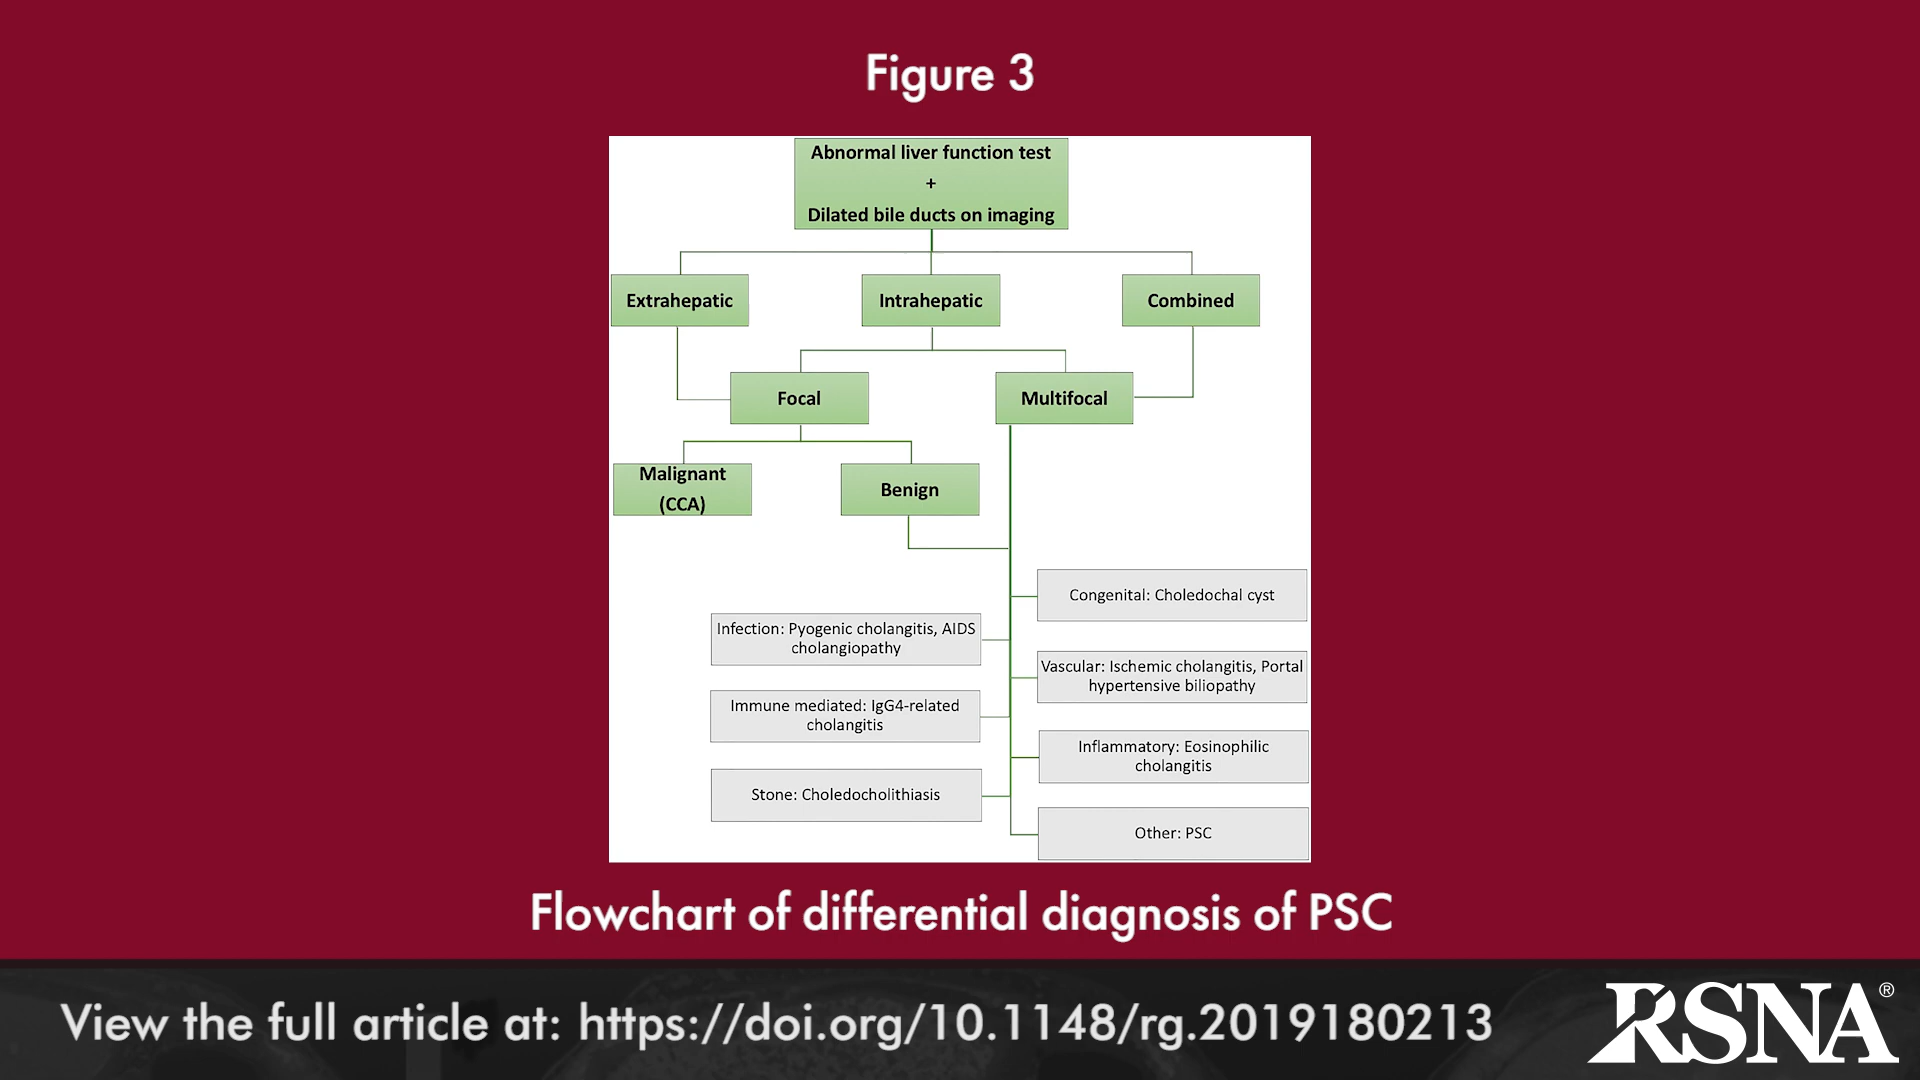 Figure 3
Abnormal liver function test
+
Dilated bile ducts on imaging
Extrahepatic
Intrahepatic
Combined
Focal
Multifocal
Malignant
(CCA)
Benign
Congenital: Choledochal cyst
Infection: Pyogenic cholangitis, AIDS
cholangiopathy
Vascular: Ischemic cholangitis, Portal
hypertensive biliopathy
Immune mediated: IgG4-related
cholangitis
Inflammatory: Eosinophilic
cholangitis
Stone: Choledocholithiasis
Other: PSC
Flowchart of differential diagnosis of PSC
View the full article at: https://doi.org/10.1148/rg.2019180213
RSNA®